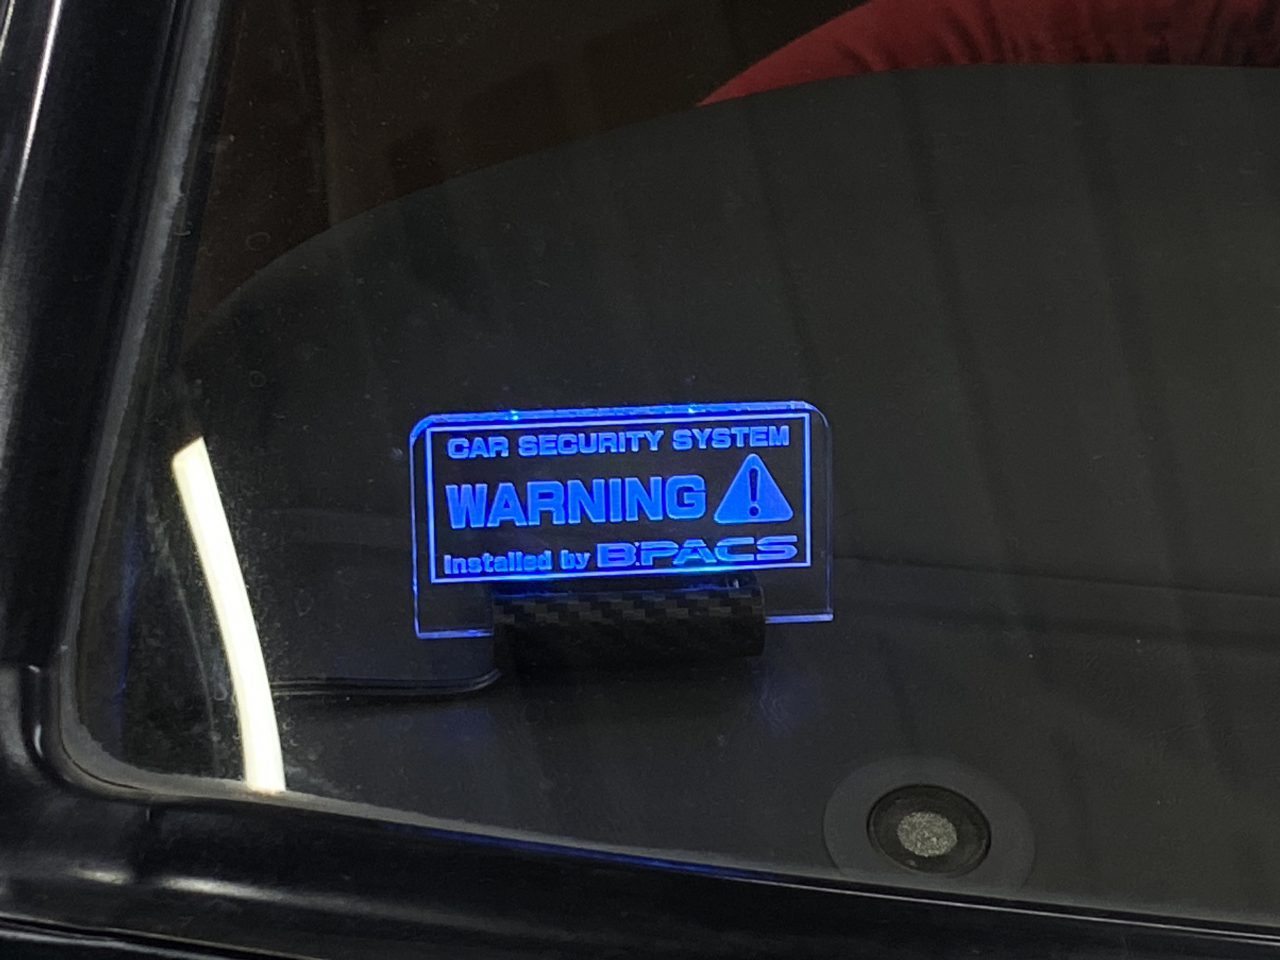 CAR SECURITY SYSTEM
WARNING
Installed by B:PACS